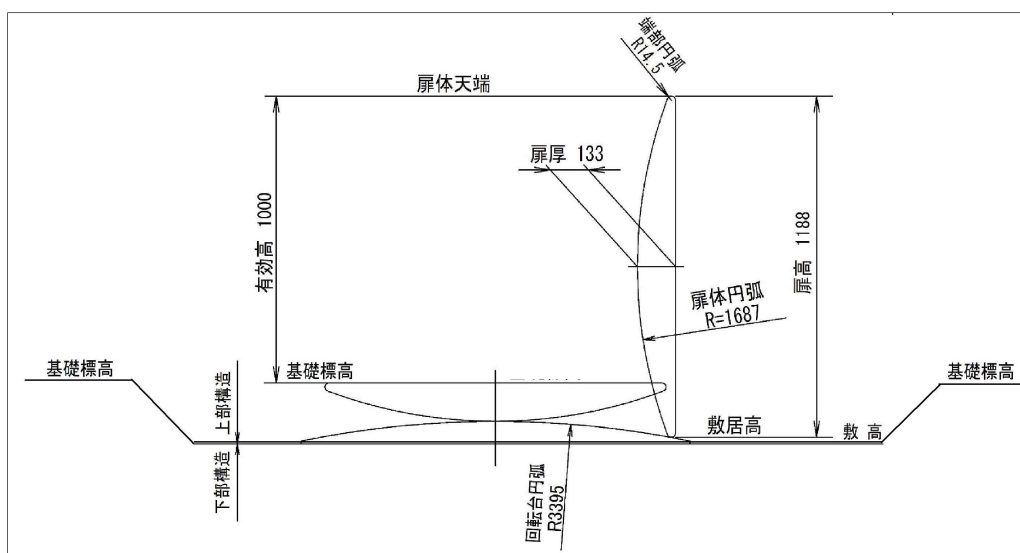 端部円弧
R14.5
扉体天端
扉厚 133
有効高 1000
扉高 1188
扉体円弧
R=1687
基礎標高
基礎標高
基礎標高
上部構造
敷居高
敷 高
下部構造
回転台円弧
R3395